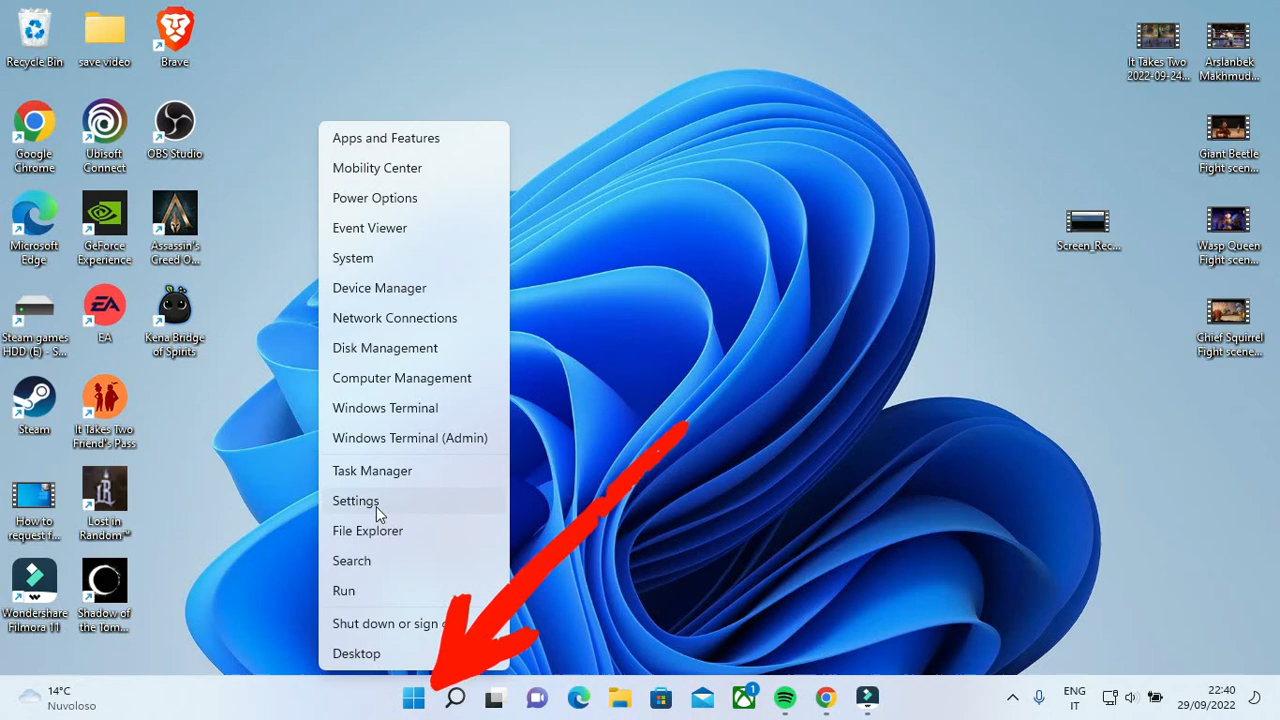 Recycle Bin
save video
Brave
Google
Chrome
Ubisoft
Connect
OBS Studio
Microsoft
Edge
GeForce
Experience
Assassin's
Creed O...
Steam games
HDD (E) - S...
EA
Kena Bridge
of Spirits
Steam
It Takes Two
Friend's Pass
How to
request f...
Lost in
Random™
Wondershare
Filmora 11
Shadow of
the Tom...
Apps and Features
Mobility Center
Power Options
Event Viewer
System
Device Manager
Network Connections
Disk Management
Computer Management
Windows Terminal
Windows Terminal (Admin)
Task Manager
Settings
File Explorer
Search
Run
Shut down or sign
Desktop
It Takes Two
2022-09-24...
Arslanbek
Makhmud...
Giant Beetle
Fight scen...
Screen_Rec...
Wasp Queen
Fight scen...
Chief Squirrel
Fight scene...
14°C
Nuvoloso
1
ENG
IT
22:40
29/09/2022